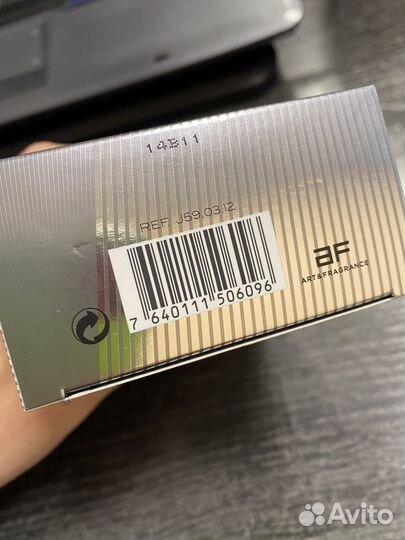 14B11
REF. J59.03.12
7 640111 506096
aF
ART&FRAGRANCE
Avito